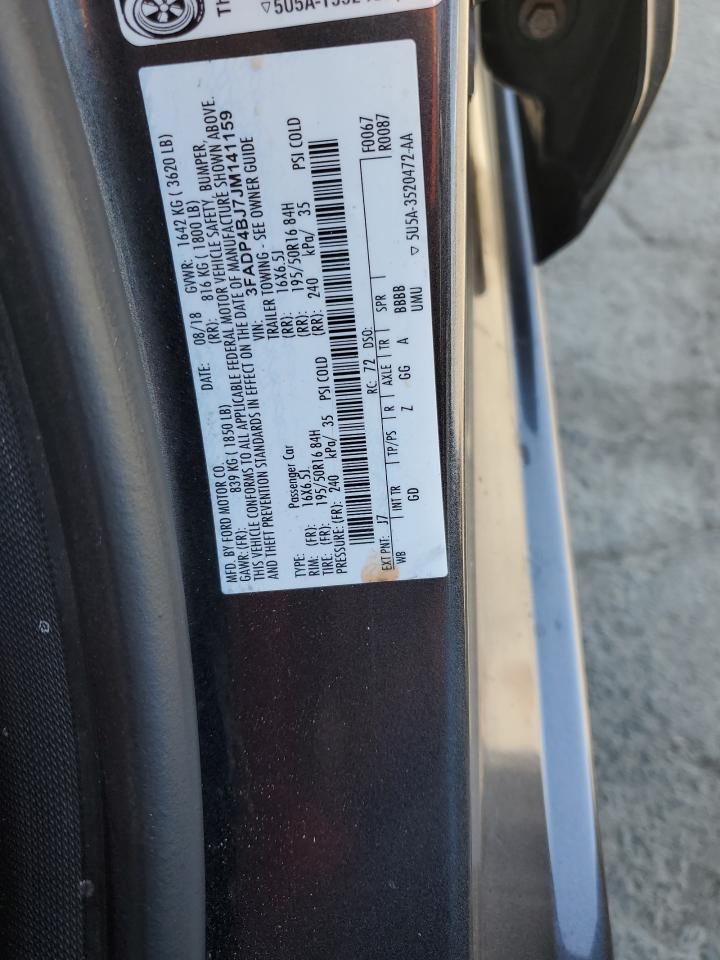 MFD. BY FORD MOTOR CO.
DATE: 08/18 GVWR: 1642 KG ( 3620 LB)
GAWR: (FR): 839 KG ( 1850 LB) (RR): 816 KG ( 1800 LB)
THIS VEHICLE CONFORMS TO ALL APPLICABLE FEDERAL MOTOR VEHICLE SAFETY, BUMPER,
AND THEFT PREVENTION STANDARDS IN EFFECT ON THE DATE OF MANUFACTURE SHOWN ABOVE.
VIN: 3FADP4BJ7JM141159
TYPE: Passenger Car TRAILER TOWING - SEE OWNER GUIDE
RIM: (FR): 16X6.5J (RR): 16X6.5J
TIRE: (FR): 195/50R16 84H (RR): 195/50R16 84H
PRESSURE: (FR): 240 kPa/ 35 PSI COLD (RR): 240 kPa/ 35 PSI COLD
F0067
EXT PNT: J7 RC: 72 DSO: R0087
WB INT TR TP/PS R AXLE TR SPR
GD Z GG A BBBB
UMU
▽ 5U5A-3520472-AA